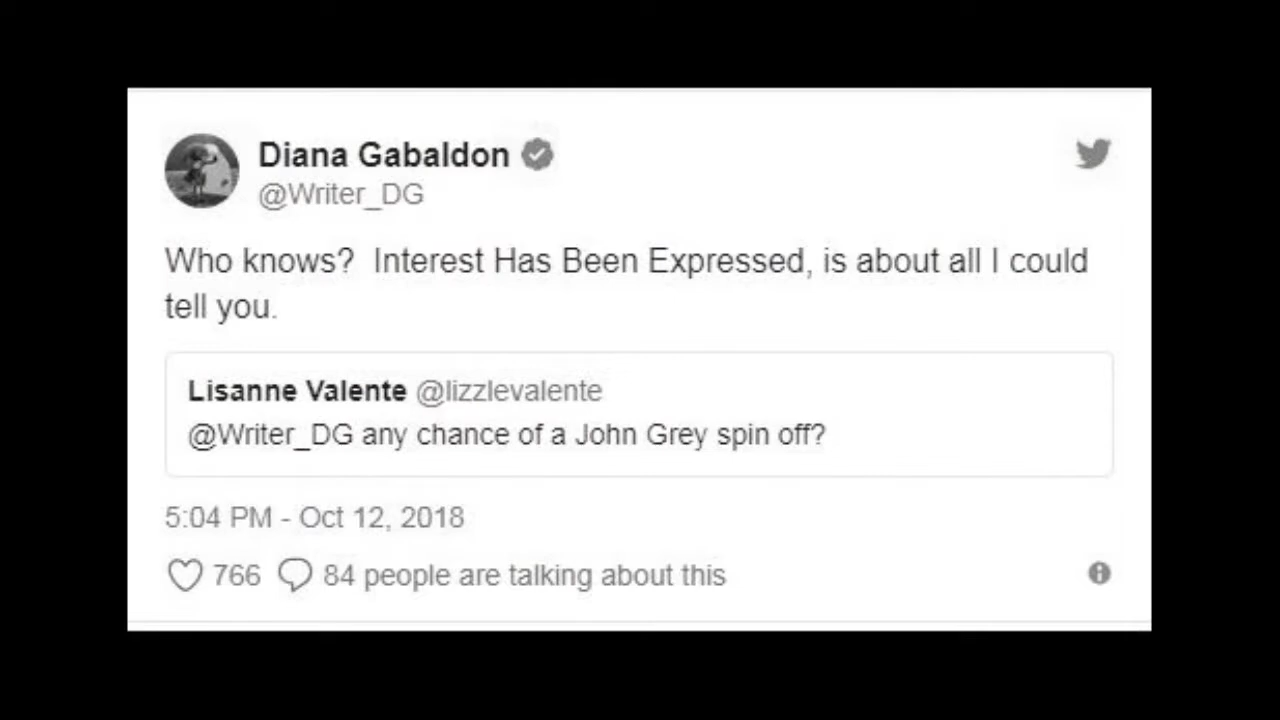 Diana Gabaldon
@Writer_DG
Who knows?  Interest Has Been Expressed, is about all I could
tell you.
Lisanne Valente @lizzlevalente
@Writer_DG any chance of a John Grey spin off?
5:04 PM - Oct 12, 2018
766 84 people are talking about this